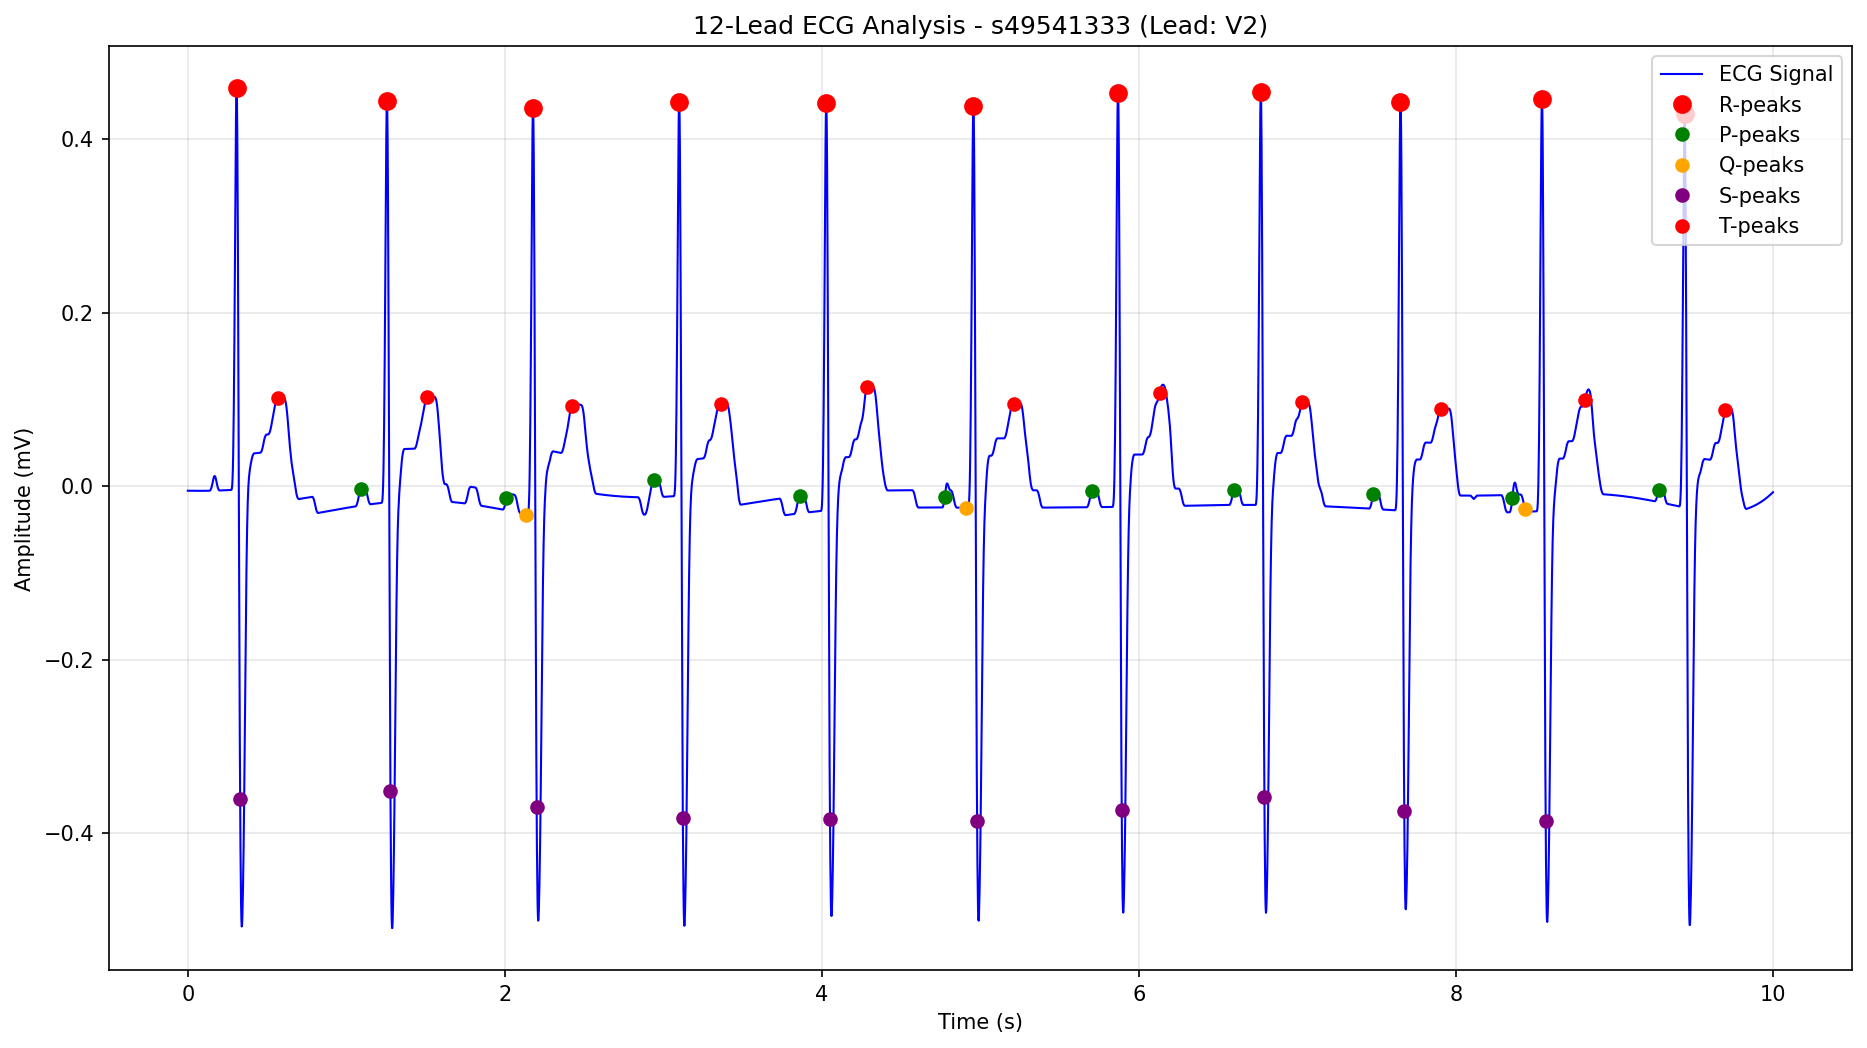 12-Lead ECG Analysis - s49541333 (Lead: V2)
ECG Signal
R-peaks
P-peaks
Q-peaks
S-peaks
T-peaks
0.4
0.2
0.0
−0.2
−0.4
Amplitude (mV)
0 2 4 6 8 10
Time (s)